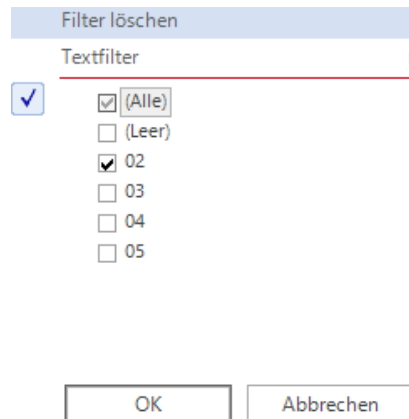 Filter löschen
Textfilter
(Alle)
(Leer)
02
03
04
05
OK Abbrechen